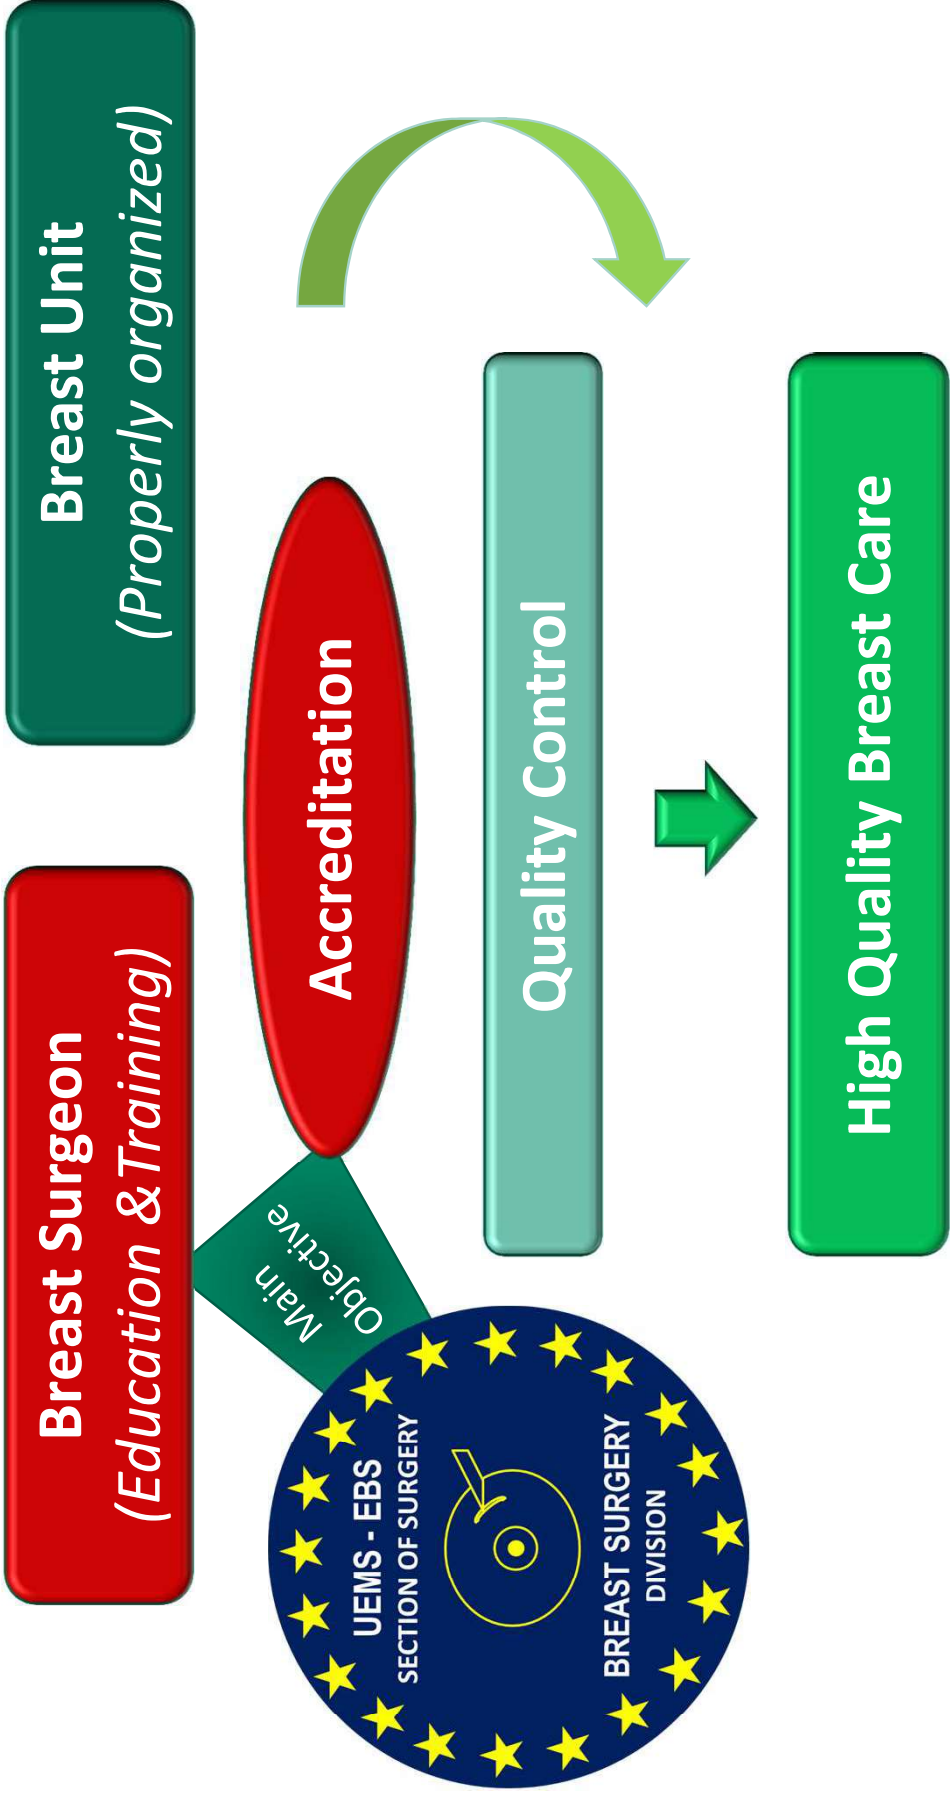 Breast Surgeon
(Education &Training)
Breast Unit
(Properly organized)
Main
Objective
Accreditation
UEMS - EBS
SECTION OF SURGERY
BREAST SURGERY
DIVISION
Quality Control
High Quality Breast Care